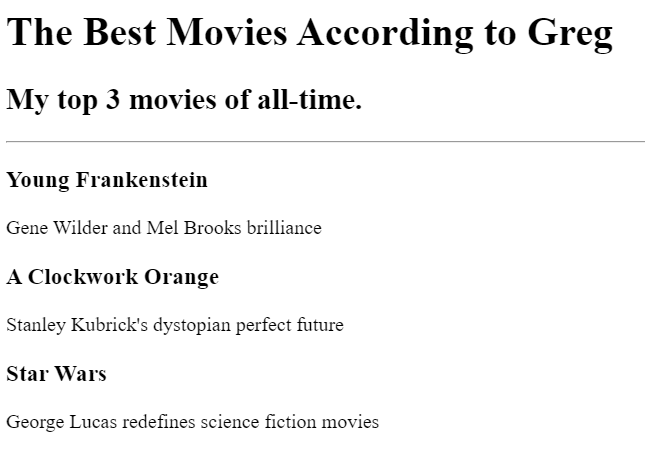 The Best Movies According to Greg
My top 3 movies of all-time.
Young Frankenstein
Gene Wilder and Mel Brooks brilliance
A Clockwork Orange
Stanley Kubrick's dystopian perfect future
Star Wars
George Lucas redefines science fiction movies